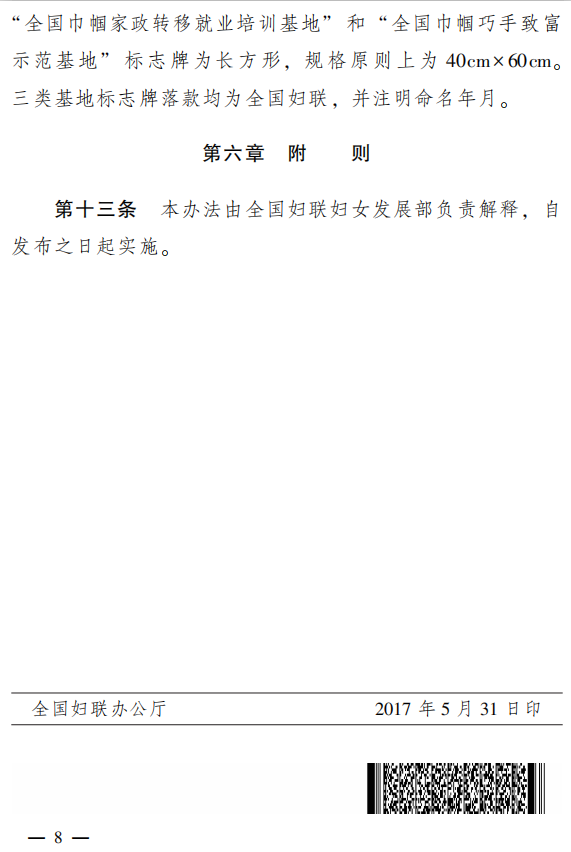 “全国巾帼家政转移就业培训基地”和“全国巾帼巧手致富
示范基地”标志牌为长方形，规格原则上为 40cm×60cm。
三类基地标志牌落款均为全国妇联，并注明命名年月。
第六章 附 则
第十三条 本办法由全国妇联妇女发展部负责解释，自
发布之日起实施。
全国妇联办公厅 2017 年 5 月 31 日印
— 8 —